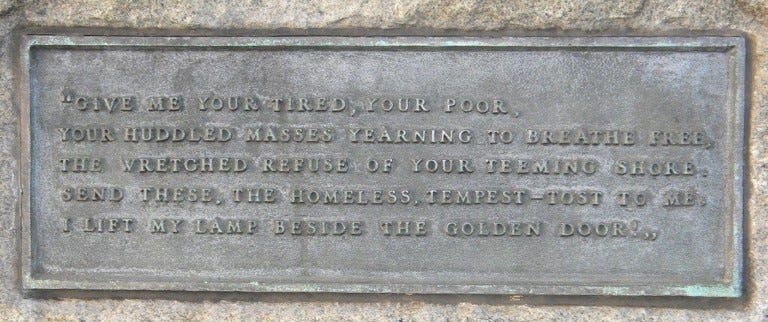 “GIVE ME YOUR TIRED, YOUR POOR,
YOUR HUDDLED MASSES YEARNING TO BREATHE FREE,
THE WRETCHED REFUSE OF YOUR TEEMING SHORE.
SEND THESE, THE HOMELESS, TEMPEST–TOST TO ME:
I LIFT MY LAMP BESIDE THE GOLDEN DOOR!„